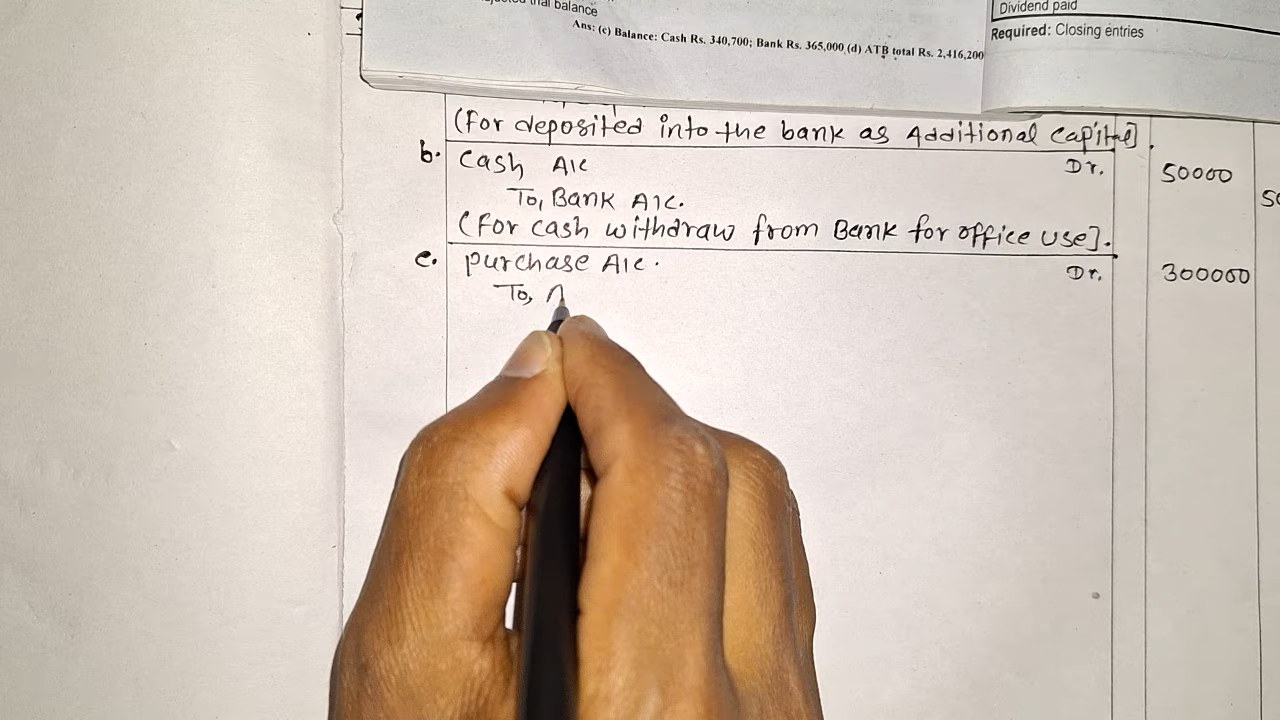 trial balance
Ans: (c) Balance: Cash Rs. 340,700; Bank Rs. 365,000 (d) ATB total Rs. 2,416,200
Dividend paid
Required: Closing entries
(For deposited into the bank as Additional capital].
b. Cash A/c Dr. 50000
To, Bank A/c.
(For cash withdraw from Bank for office use].
c. purchase A/c. Dr. 300000
To,